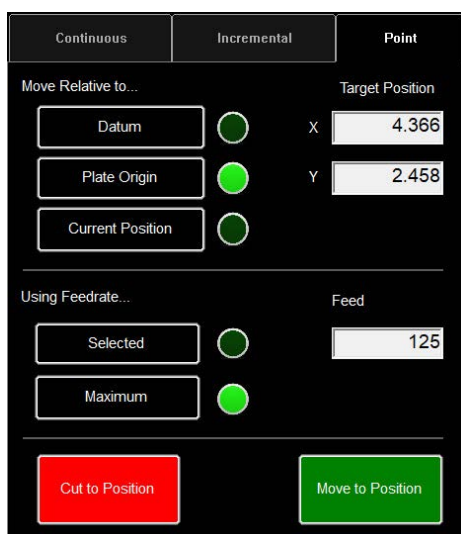 Continuous Incremental Point
Move Relative to... Target Position
Datum X 4.366
Plate Origin Y 2.458
Current Position
Using Feedrate... Feed
Selected 125
Maximum
Cut to Position Move to Position